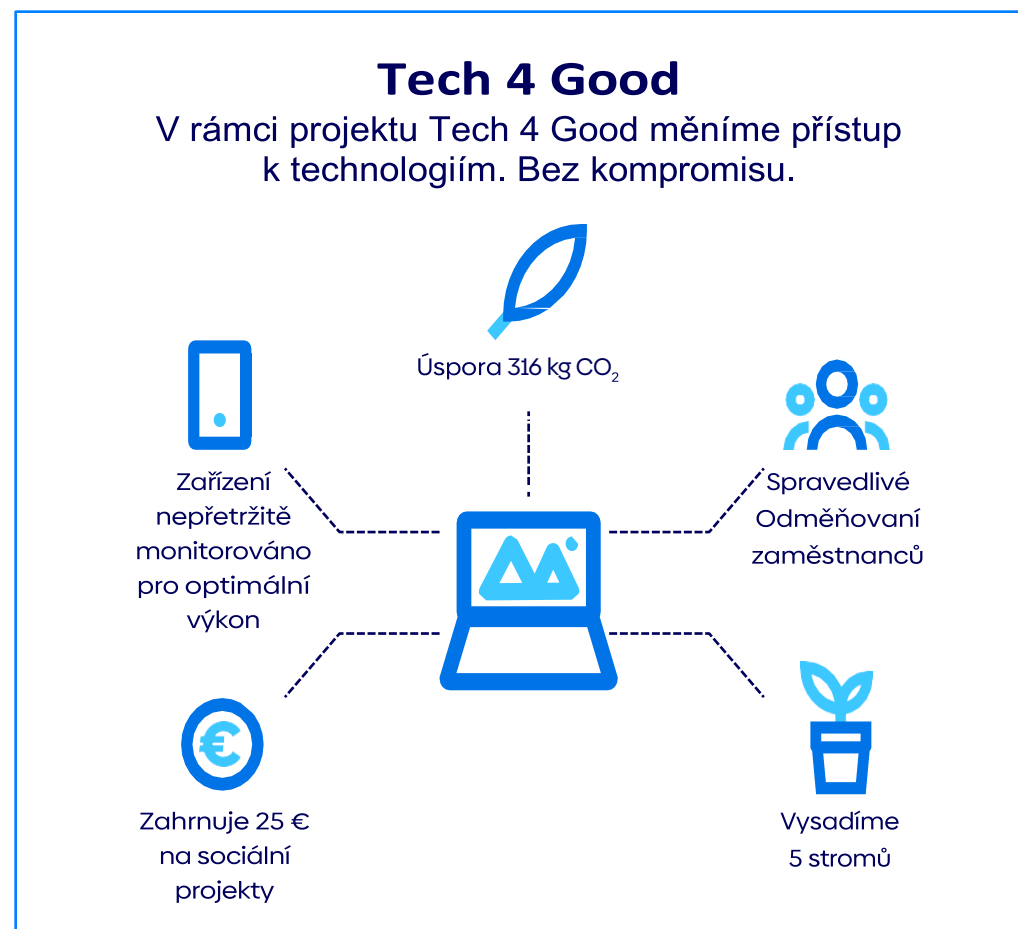 Tech 4 Good
V rámci projektu Tech 4 Good měníme přístup
k technologiím. Bez kompromisu.
Úspora 316 kg CO₂
Zařízení
nepřetržitě
monitorováno
pro optimální
výkon
Spravedlivé
Odměňovaní
zaměstnanců
€
Zahrnuje 25 €
na sociální
projekty
Vysadíme
5 stromů